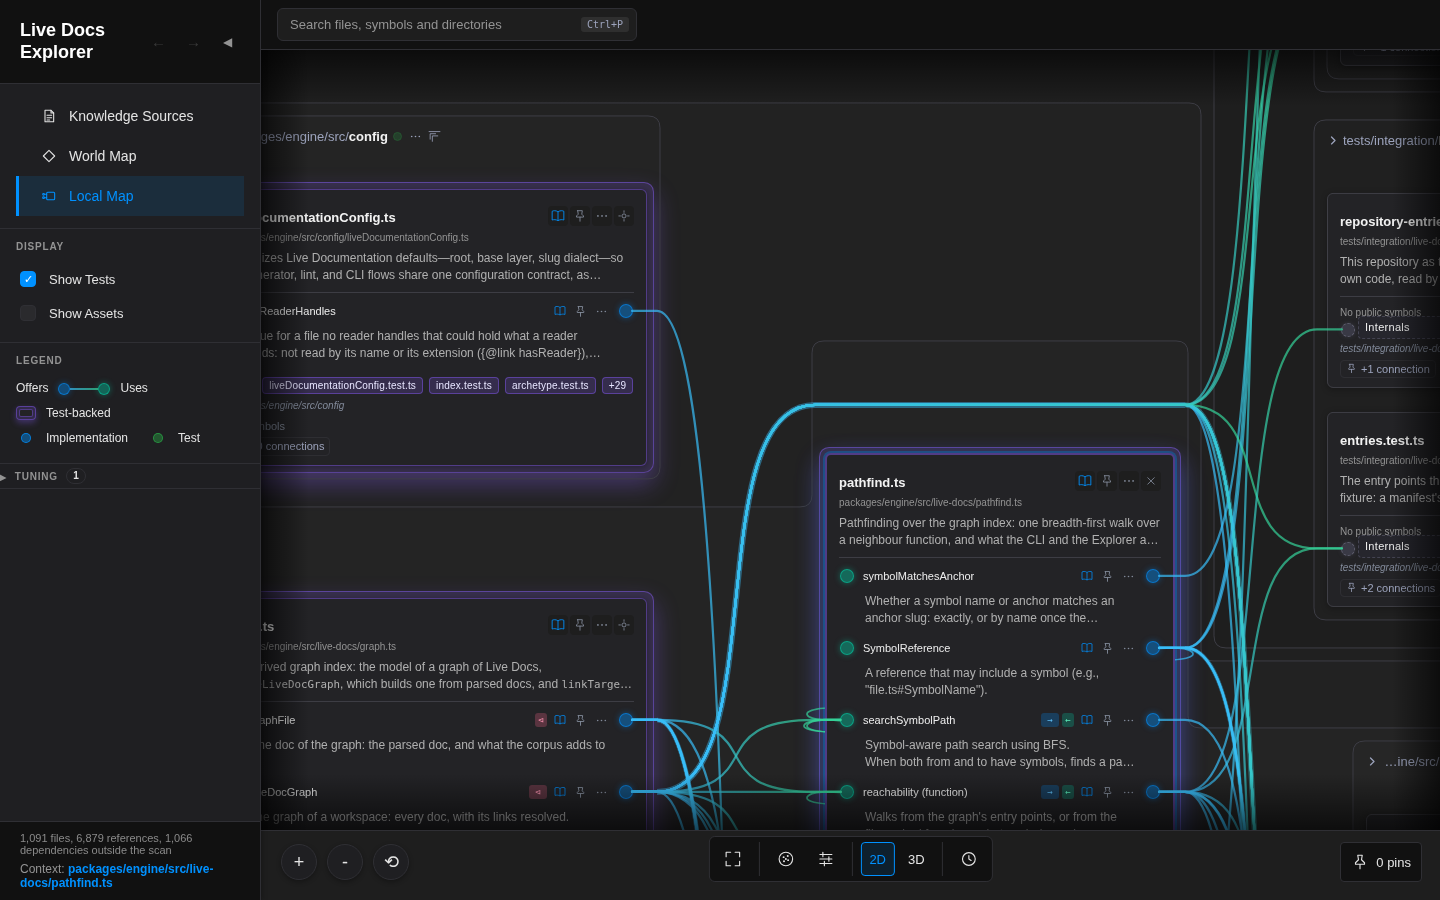 Live Docs
Explorer
Search files, symbols and directories
Ctrl+P
Knowledge Sources
World Map
Local Map
DISPLAY
Show Tests
Show Assets
LEGEND
Offers
Uses
Test-backed
Implementation
Test
TUNING
1
1,091 files, 6,879 references, 1,066
dependencies outside the scan
Context: packages/engine/src/live-
docs/pathfind.ts
ges/engine/src/config
cumentationConfig.ts
s/engine/src/config/liveDocumentationConfig.ts
izes Live Documentation defaults—root, base layer, slug dialect—so
erator, lint, and CLI flows share one configuration contract, as…
ReaderHandles
ue for a file no reader handles that could hold what a reader
ds: not read by its name or its extension ({@link hasReader}),…
liveDocumentationConfig.test.ts
index.test.ts
archetype.test.ts
+29
s/engine/src/config
nbols
connections
.ts
s/engine/src/live-docs/graph.ts
rived graph index: the model of a graph of Live Docs,
LiveDocGraph, which builds one from parsed docs, and linkTarge…
aphFile
ne doc of the graph: the parsed doc, and what the corpus adds to
eDocGraph
e graph of a workspace: every doc, with its links resolved.
pathfind.ts
packages/engine/src/live-docs/pathfind.ts
Pathfinding over the graph index: one breadth-first walk over
a neighbour function, and what the CLI and the Explorer a…
symbolMatchesAnchor
Whether a symbol name or anchor matches an
anchor slug: exactly, or by name once the…
SymbolReference
A reference that may include a symbol (e.g.,
"file.ts#SymbolName").
searchSymbolPath
Symbol-aware path search using BFS.
When both from and to have symbols, finds a pa…
reachability (function)
Walks from the graph's entry points, or from the
tests/integration/
repository-entrie
tests/integration/live-do
This repository as t
own code, read by
No public symbols
Internals
tests/integration/live-do
+1 connection
entries.test.ts
tests/integration/live-do
The entry points th
fixture: a manifest's
No public symbols
Internals
tests/integration/live-do
+2 connections
…ine/src/
+
-
2D
3D
0 pins